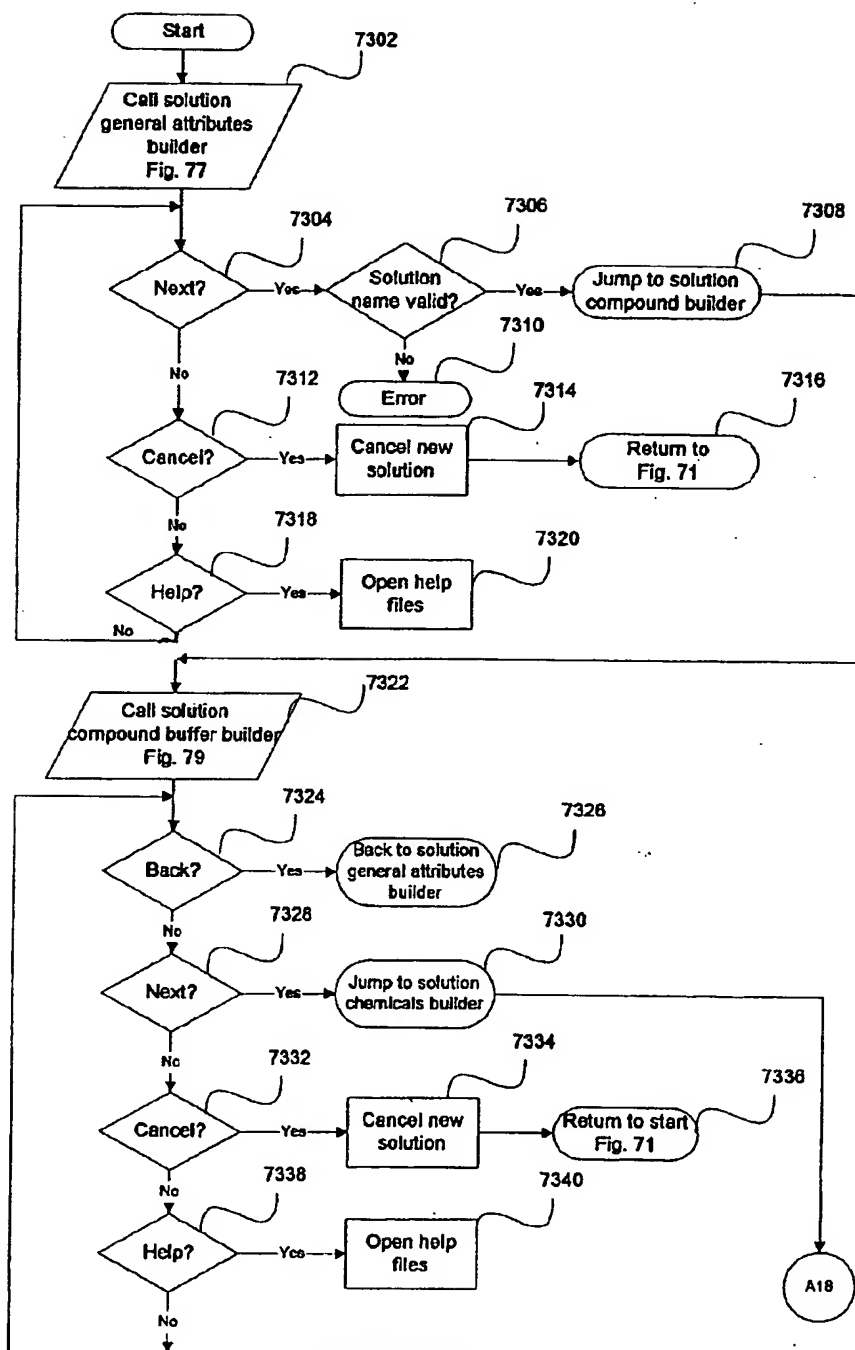 Start
7302
Call solution
general attributes
builder
Fig. 77
7304
7306
7308
Next?
Yes
Solution
name valid?
Yes
Jump to solution
compound builder
No
No
7310
Error
7312
7314
7316
Cancel?
Yes
Cancel new
solution
Return to
Fig. 71
No
7318
7320
Help?
Yes
Open help
files
No
7322
Call solution
compound buffer builder
Fig. 79
7324
7326
Back?
Yes
Back to solution
general attributes
builder
No
7328
7330
Next?
Yes
Jump to solution
chemicals builder
No
7332
7334
7336
Cancel?
Yes
Cancel new
solution
Return to start
Fig. 71
No
7338
7340
Help?
Yes
Open help
files
A18
No